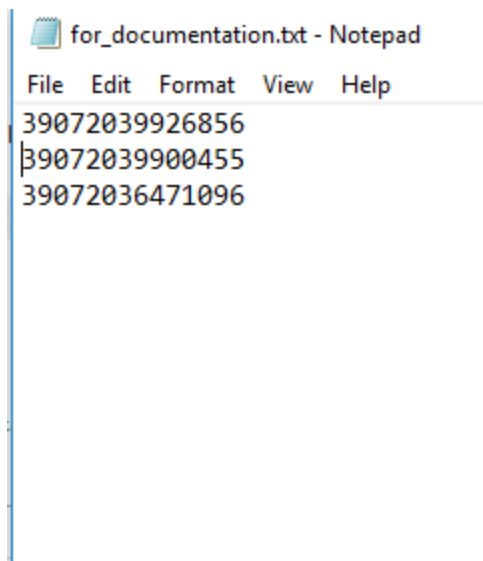 for_documentation.txt - Notepad
File Edit Format View Help
39072039926856
39072039900455
39072036471096